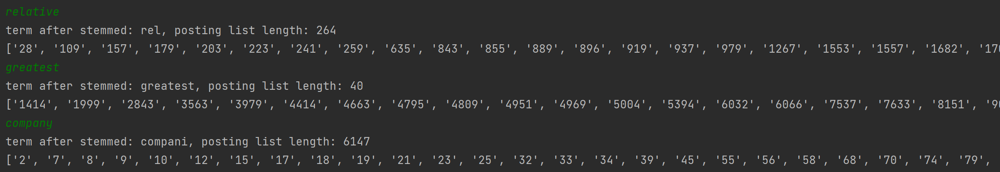 relative
term after stemmed: rel, posting list length: 264
['28', '109', '157', '179', '203', '223', '241', '259', '635', '843', '855', '889', '896', '919', '937', '979', '1267', '1553', '1557', '1682',
greatest
term after stemmed: greatest, posting list length: 40
['1414', '1999', '2843', '3563', '3979', '4414', '4663', '4795', '4809', '4951', '4969', '5004', '5394', '6032', '6066', '7537', '7633', '8151',
company
term after stemmed: compani, posting list length: 6147
['2', '7', '8', '9', '10', '12', '15', '17', '18', '19', '21', '23', '25', '32', '33', '34', '39', '45', '55', '56', '58', '68', '70', '74', '79',